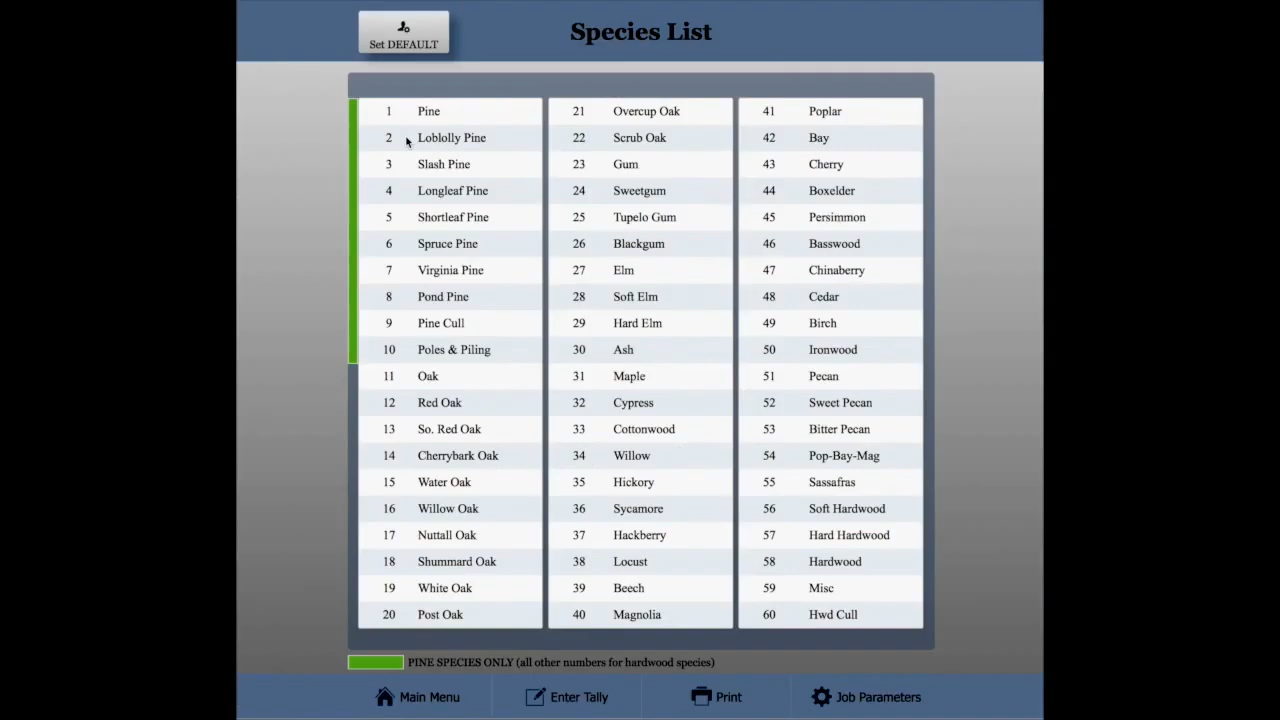 Set DEFAULT
Species List
1 Pine
2 Loblolly Pine
3 Slash Pine
4 Longleaf Pine
5 Shortleaf Pine
6 Spruce Pine
7 Virginia Pine
8 Pond Pine
9 Pine Cull
10 Poles & Piling
11 Oak
12 Red Oak
13 So. Red Oak
14 Cherrybark Oak
15 Water Oak
16 Willow Oak
17 Nuttall Oak
18 Shummard Oak
19 White Oak
20 Post Oak
21 Overcup Oak
22 Scrub Oak
23 Gum
24 Sweetgum
25 Tupelo Gum
26 Blackgum
27 Elm
28 Soft Elm
29 Hard Elm
30 Ash
31 Maple
32 Cypress
33 Cottonwood
34 Willow
35 Hickory
36 Sycamore
37 Hackberry
38 Locust
39 Beech
40 Magnolia
41 Poplar
42 Bay
43 Cherry
44 Boxelder
45 Persimmon
46 Basswood
47 Chinaberry
48 Cedar
49 Birch
50 Ironwood
51 Pecan
52 Sweet Pecan
53 Bitter Pecan
54 Pop-Bay-Mag
55 Sassafras
56 Soft Hardwood
57 Hard Hardwood
58 Hardwood
59 Misc
60 Hwd Cull
PINE SPECIES ONLY (all other numbers for hardwood species)
Main Menu
Enter Tally
Print
Job Parameters